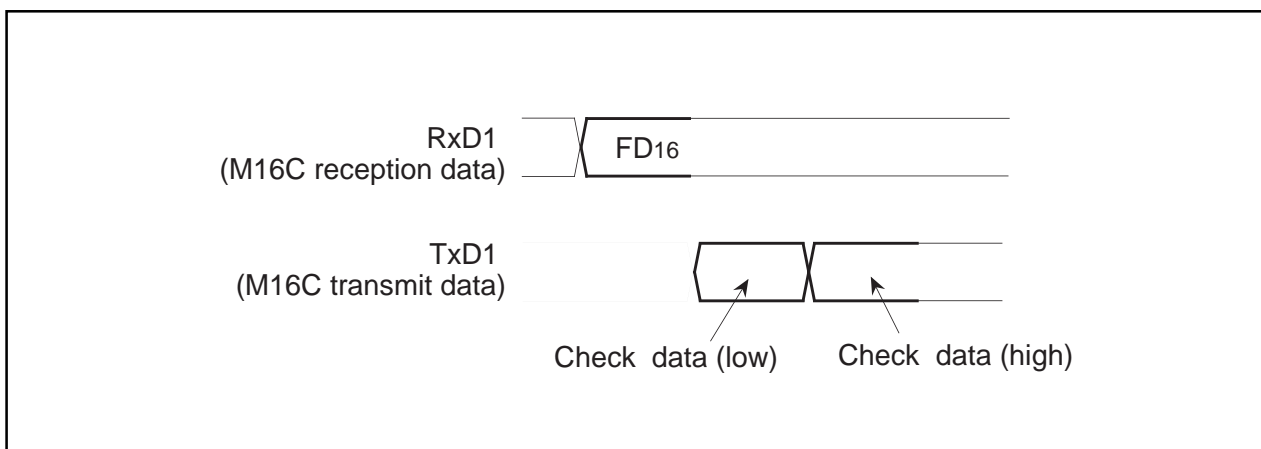 RxD1
(M16C reception data)
FD16
TxD1
(M16C transmit data)
Check data (low)
Check data (high)